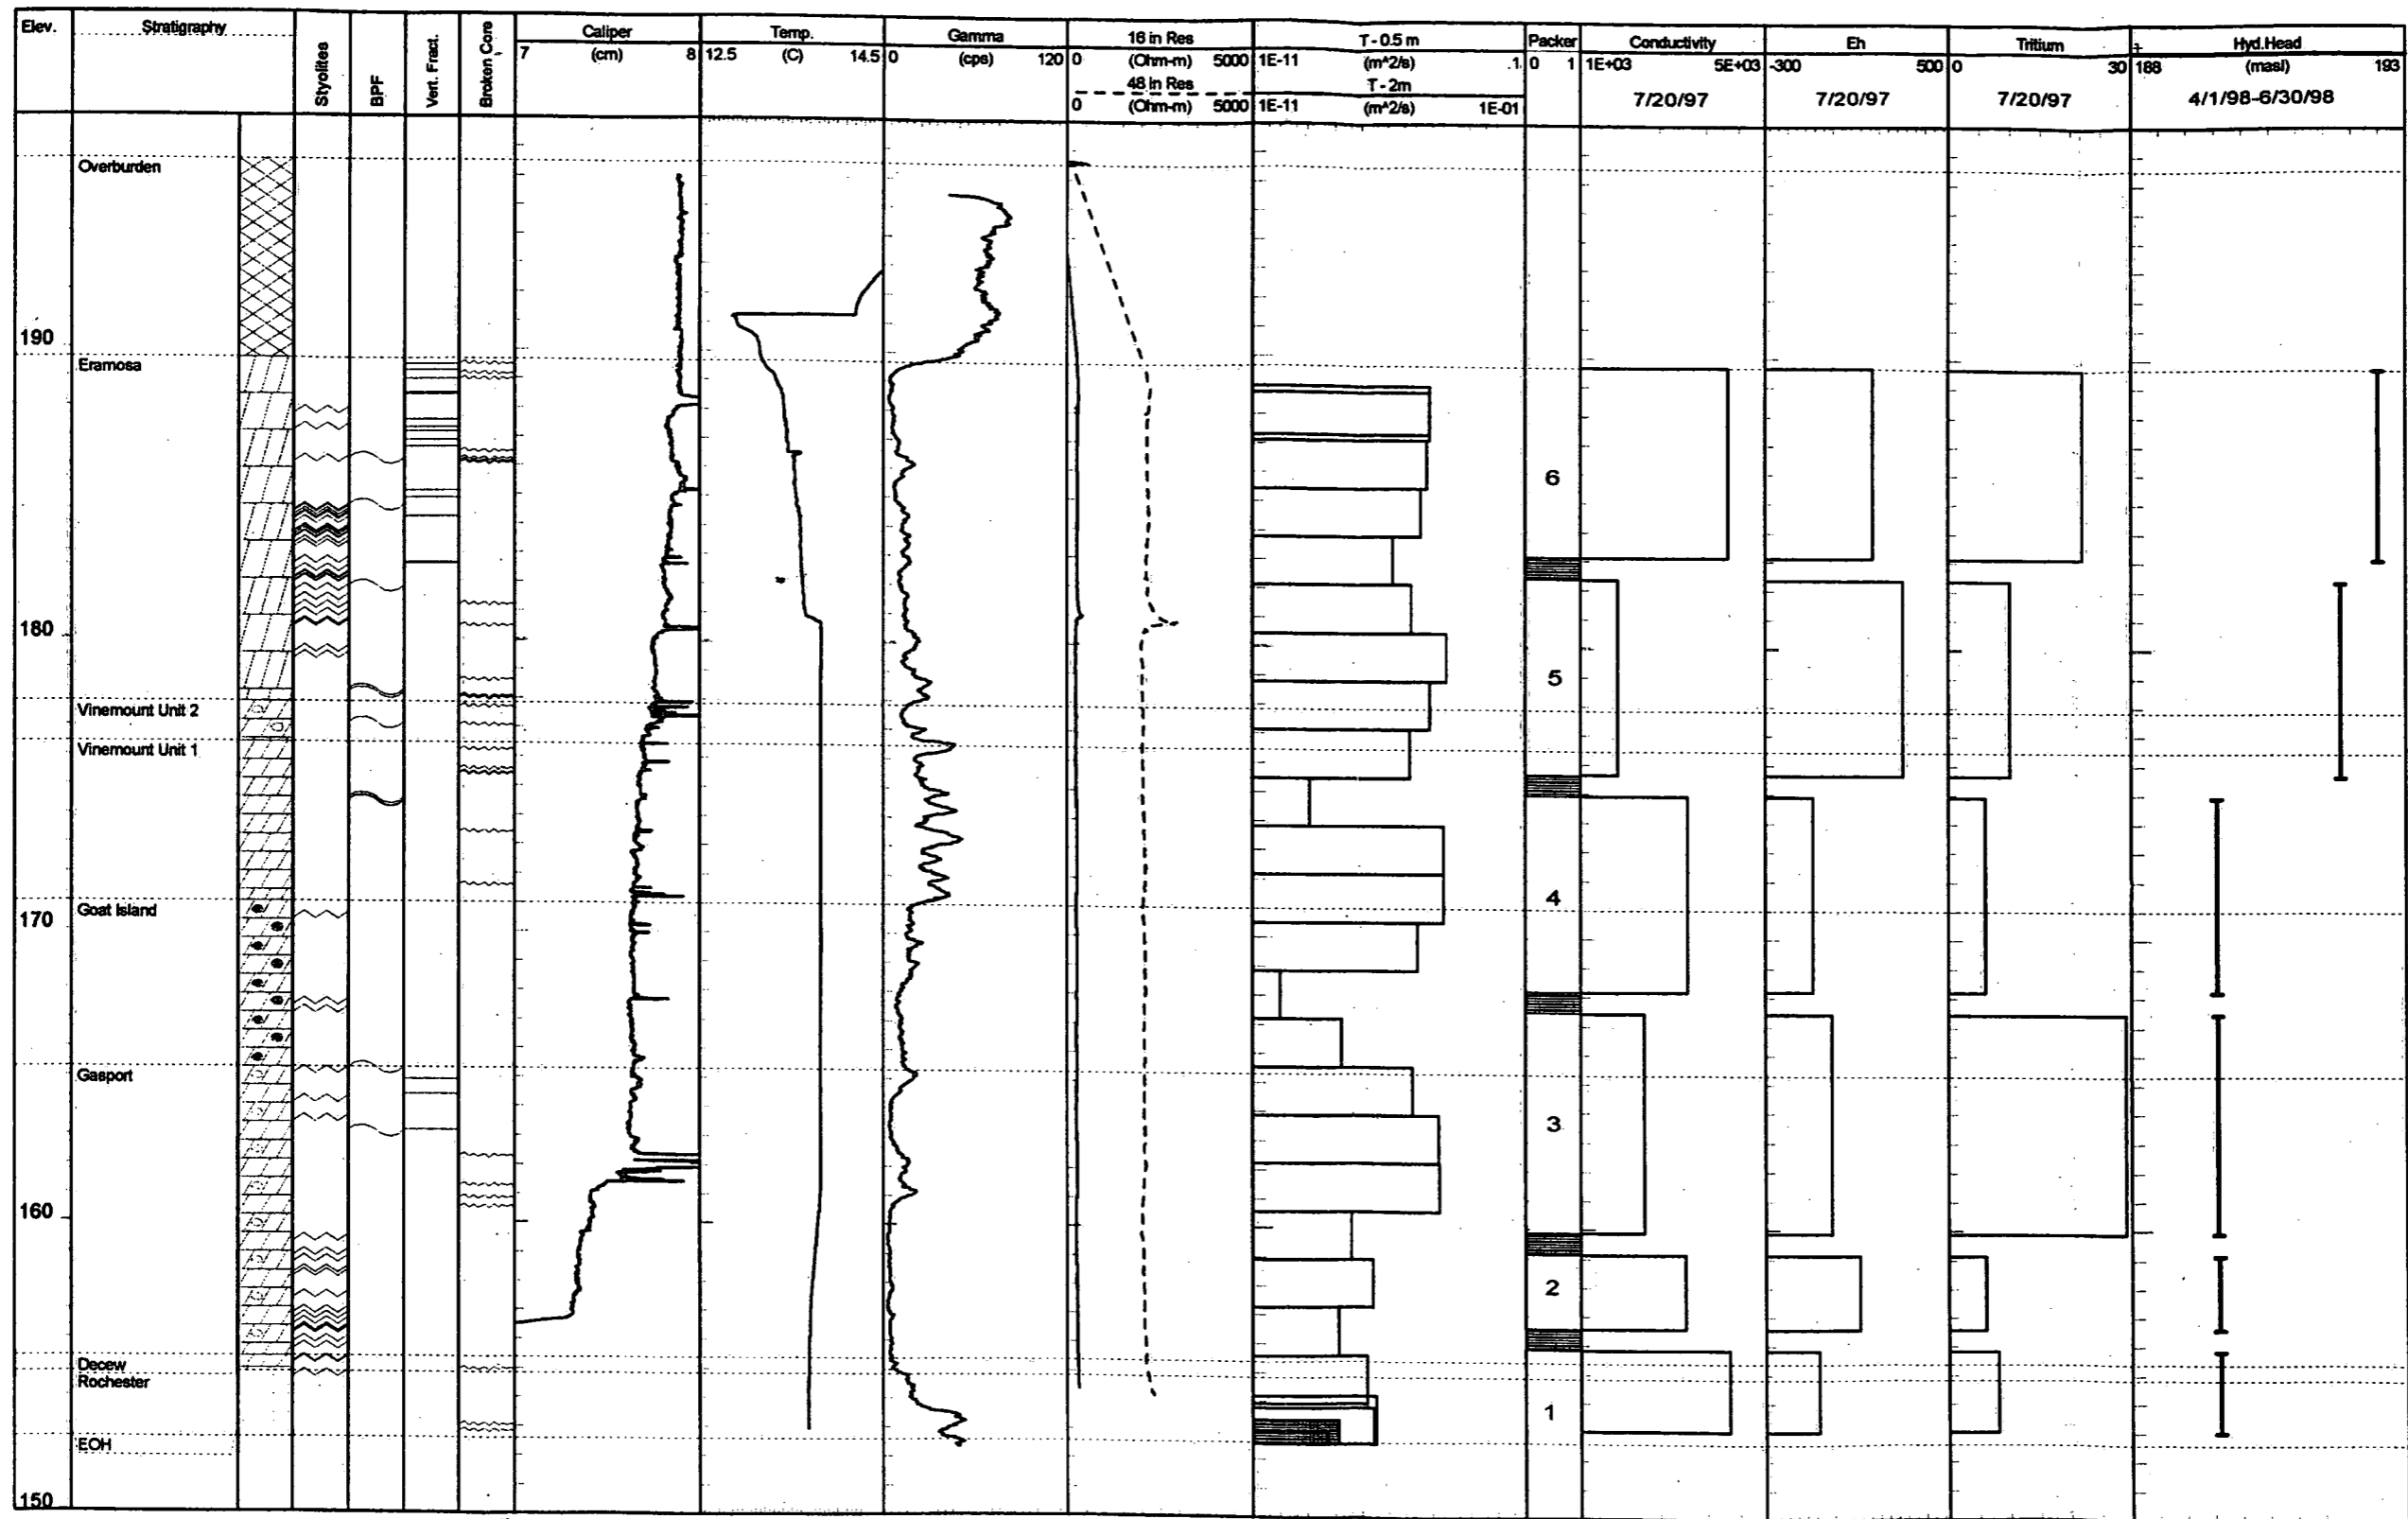 Elev. Stratigraphy Styolites BPF Vert. Fract. Broken Core Caliper Temp. Gamma 16 in Res T - 0.5 m Packer Conductivity Eh Tritium Hyd.Head
7 (cm) 8 12.5 (C) 14.5 0 (cps) 120 0 (Ohm-m) 5000 1E-11 (m^2/s) .1 0 1 1E+03 5E+03 -300 500 0 30 188 (masl) 193
48 in Res T - 2m
0 (Ohm-m) 5000 1E-11 (m^2/s) 1E-01 7/20/97 7/20/97 7/20/97 4/1/98-6/30/98
Overburden
190
Eramosa
6
180
5
Vinemount Unit 2
Vinemount Unit 1
4
170
Goat Island
Gasport
3
160
2
Decew
Rochester
1
EOH
150